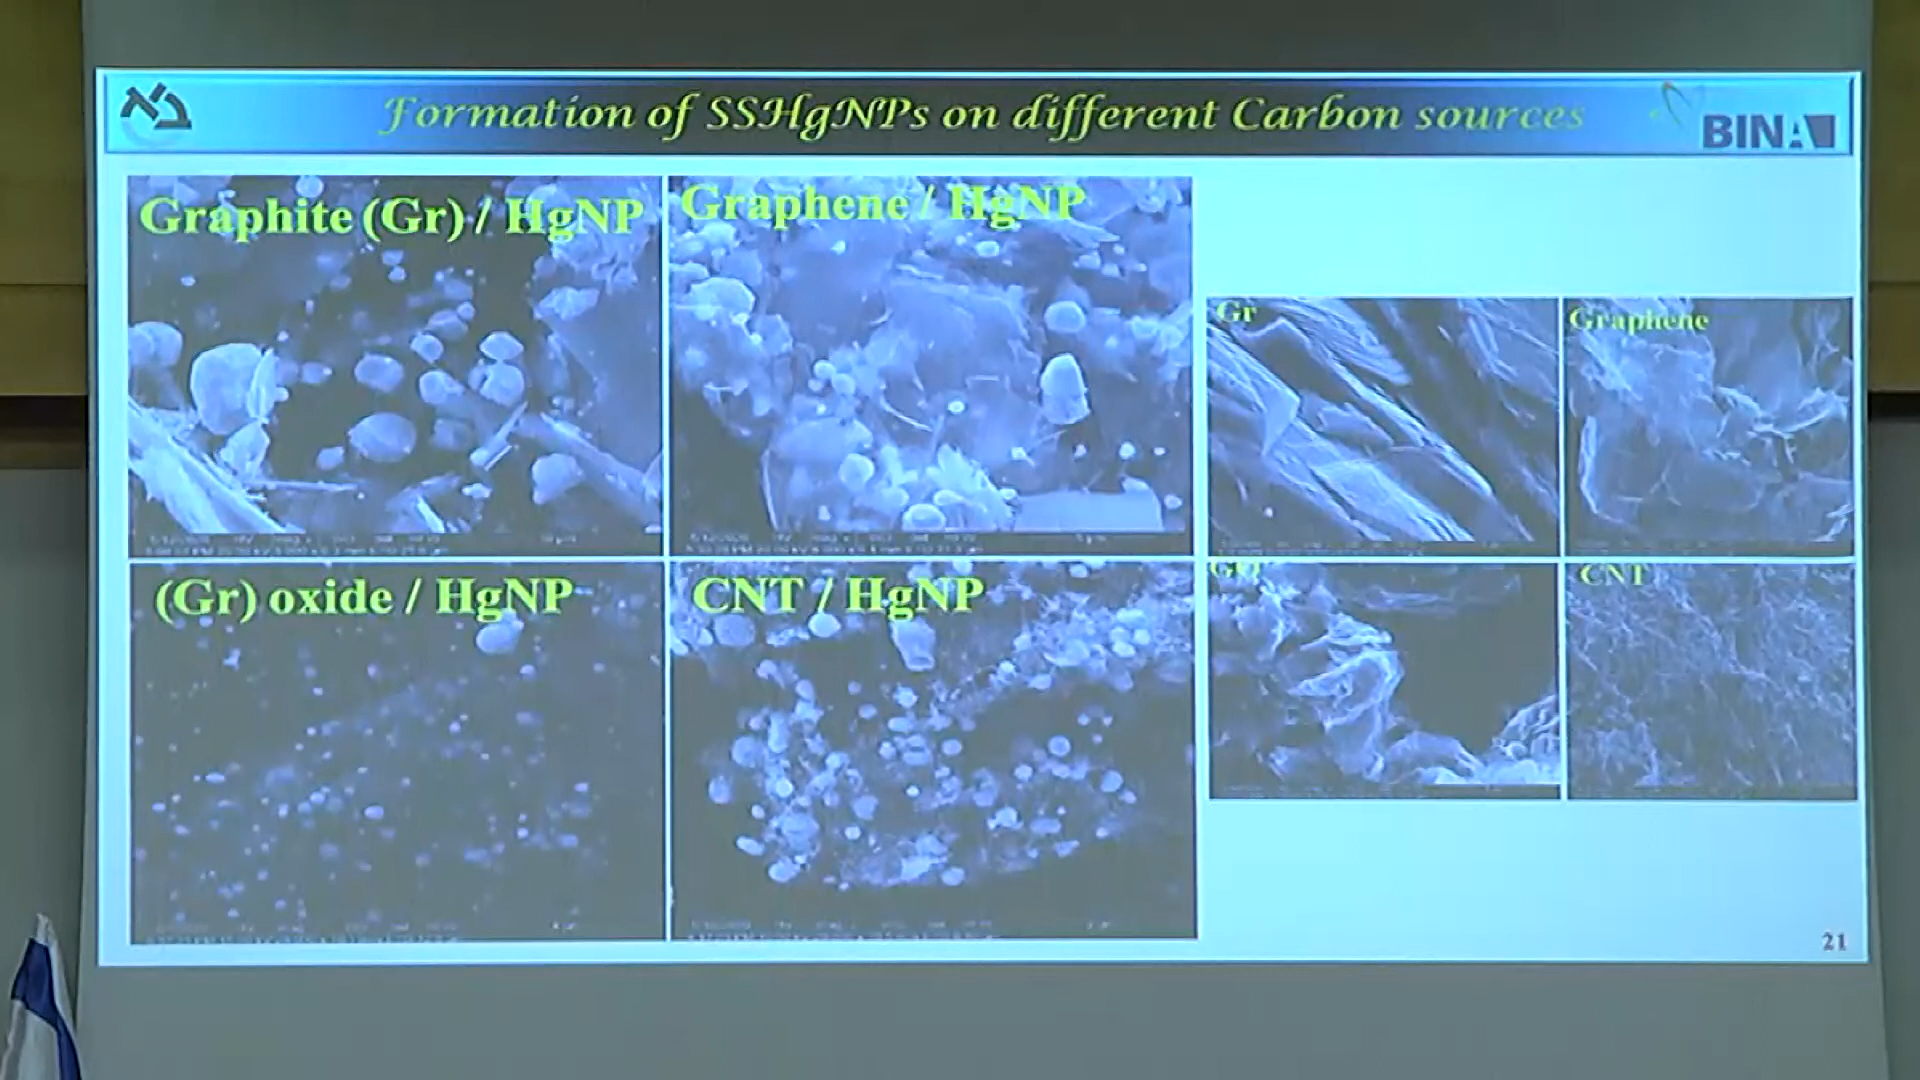 Formation of SSHgNPs on different Carbon sources
BINA
Graphite (Gr) / HgNP
Graphene / HgNP
Gr
Graphene
(Gr) oxide / HgNP
CNT / HgNP
CNT
21